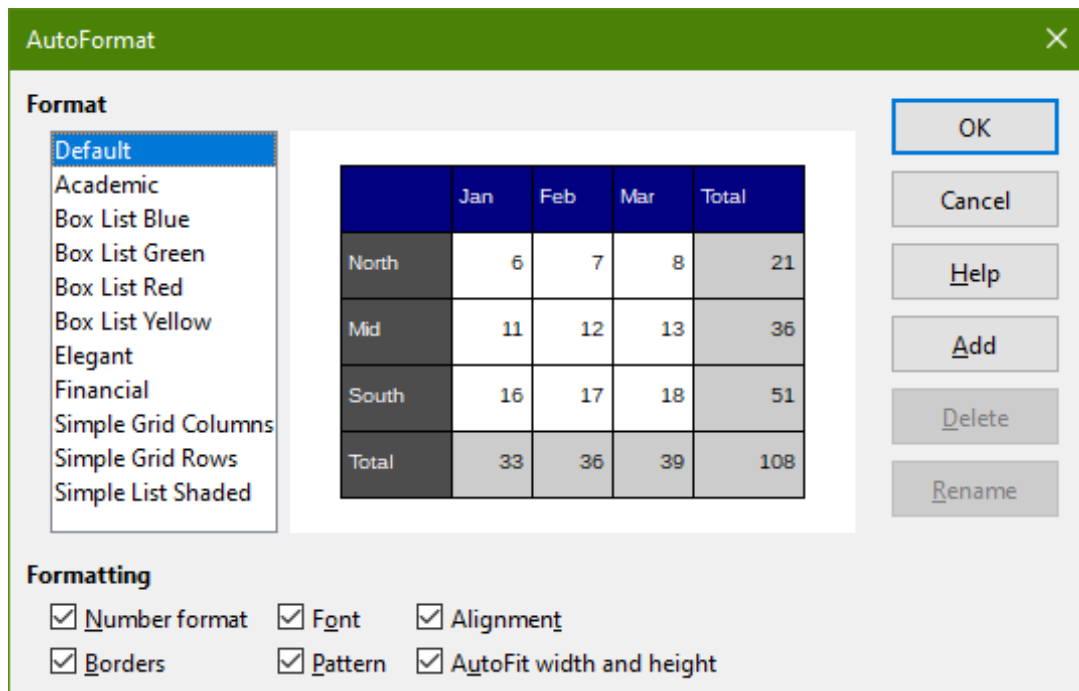 AutoFormat
Format
Default
Academic
Box List Blue
Box List Green
Box List Red
Box List Yellow
Elegant
Financial
Simple Grid Columns
Simple Grid Rows
Simple List Shaded
Jan Feb Mar Total
North 6 7 8 21
Mid 11 12 13 36
South 16 17 18 51
Total 33 36 39 108
OK
Cancel
Help
Add
Delete
Rename
Formatting
Number format Font Alignment
Borders Pattern AutoFit width and height